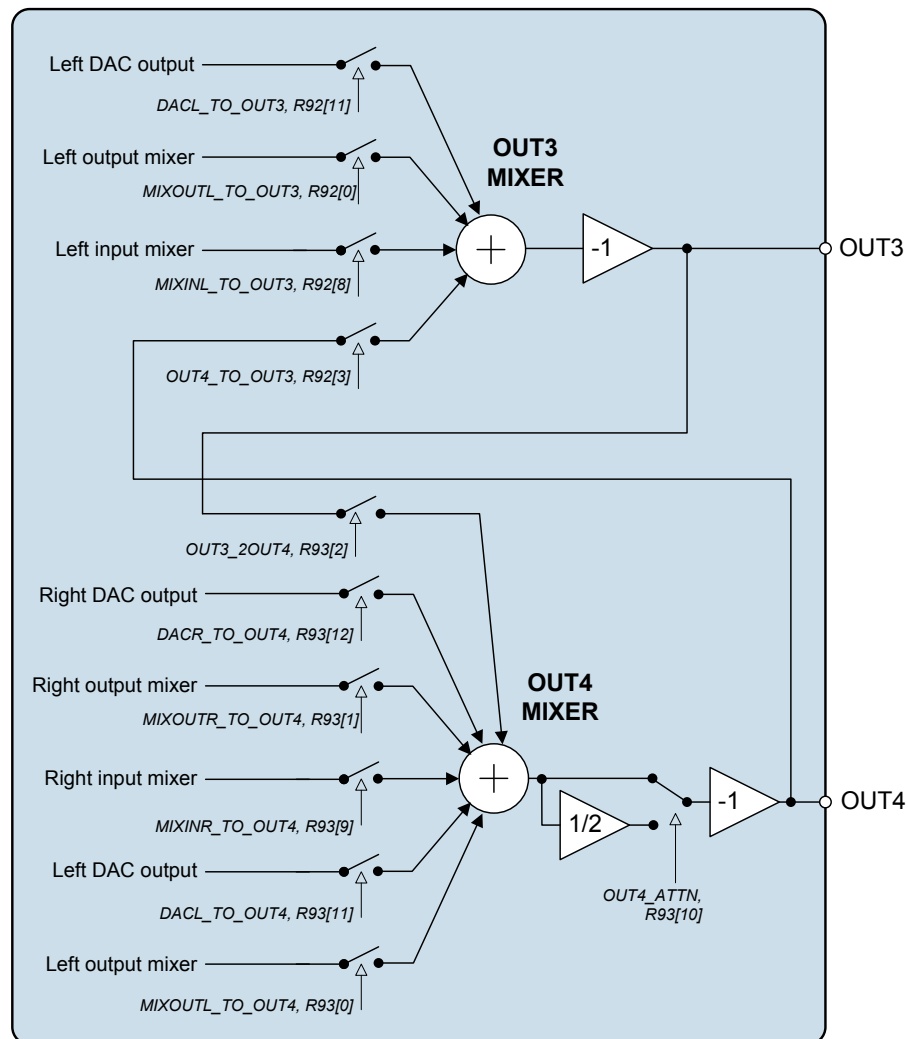 Left DAC output
DACL_TO_OUT3, R92[11]
Left output mixer
MIXOUTL_TO_OUT3, R92[0]
OUT3
MIXER
Left input mixer
MIXINL_TO_OUT3, R92[8]
+
-1
OUT3
OUT4_TO_OUT3, R92[3]
OUT3_2OUT4, R93[2]
Right DAC output
DACR_TO_OUT4, R93[12]
Right output mixer
MIXOUTR_TO_OUT4, R93[1]
OUT4
MIXER
Right input mixer
MIXINR_TO_OUT4, R93[9]
+
1/2
-1
OUT4
OUT4_ATTN,
R93[10]
Left DAC output
DACL_TO_OUT4, R93[11]
Left output mixer
MIXOUTL_TO_OUT4, R93[0]